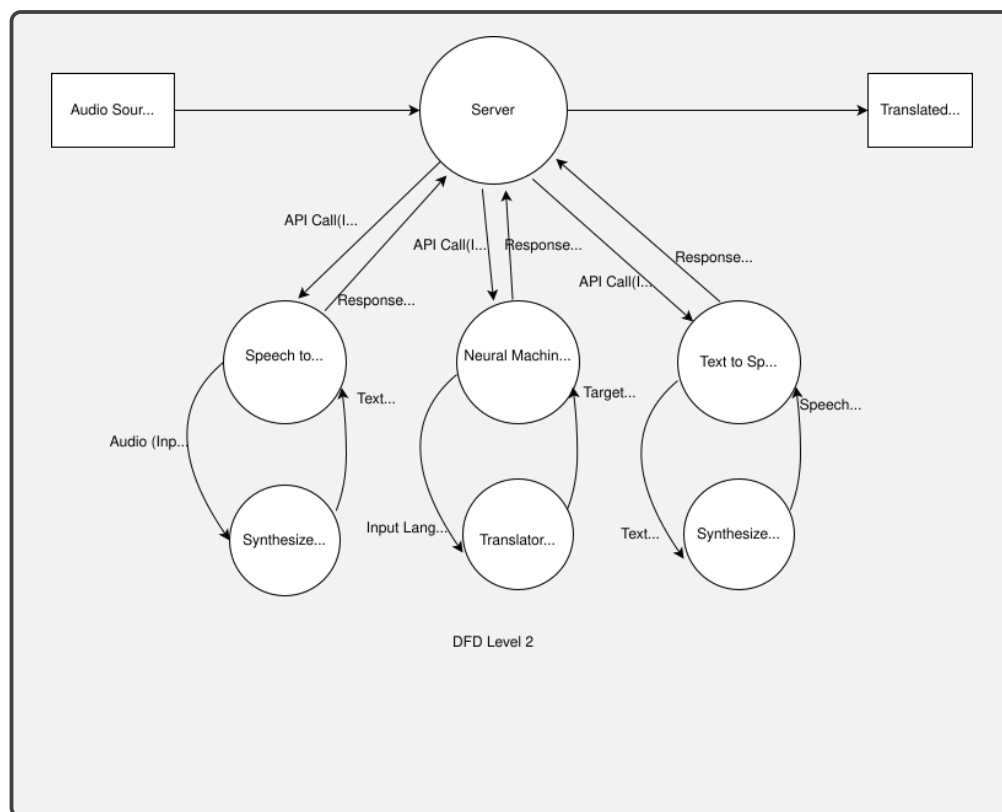 Audio Sour...
Server
Translated...
API Call(I...
API Call(I...
Response...
Response...
API Call(I...
Response...
Speech to...
Neural Machin...
Text to Sp...
Text...
Target...
Speech...
Audio (Inp...
Input Lang...
Text...
Synthesize...
Translator...
Synthesize...
DFD Level 2